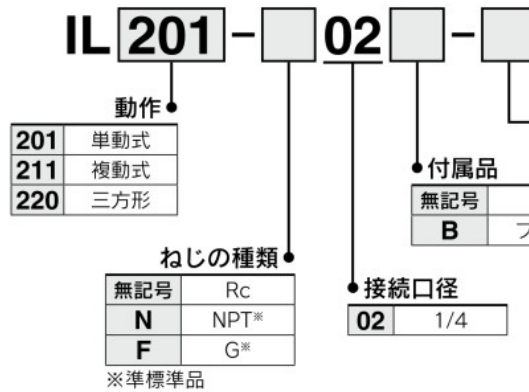 IL 201 - 02 -
動作
201 単動式
211 複動式
220 三方形
付属品
無記号
B
ねじの種類
無記号 Rc
N NPT※
F G※
※準標準品
接続口径
02 1/4